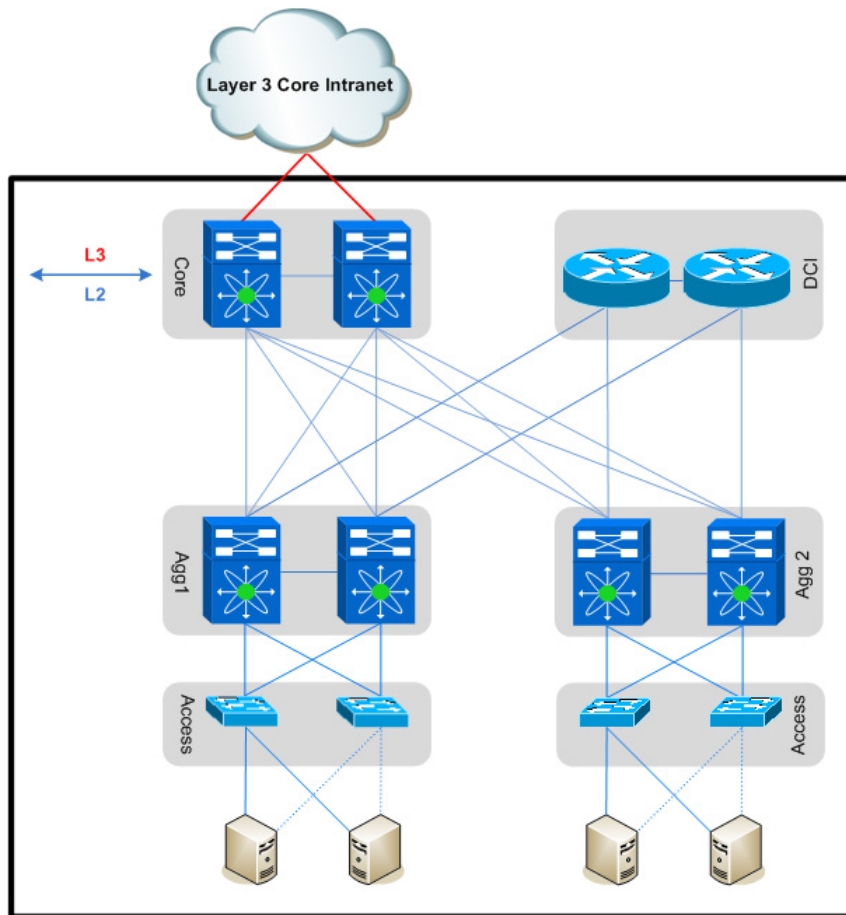 Layer 3 Core Intranet
L3
L2
Core
DCI
Agg1
Agg 2
Access
Access